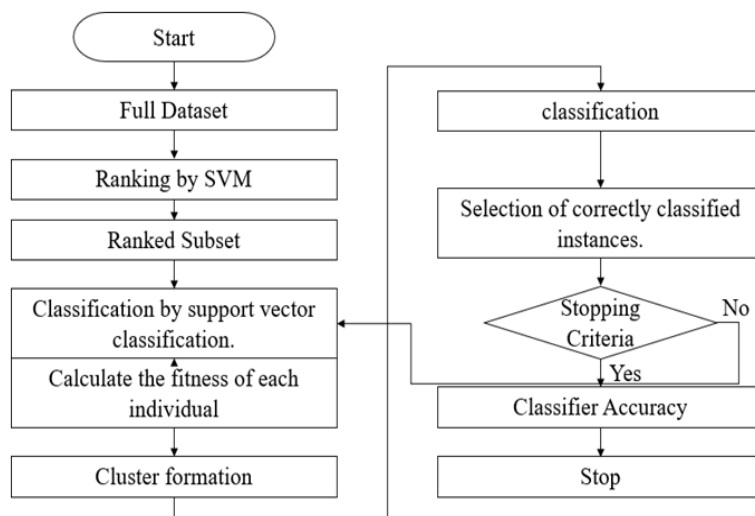 Start
Full Dataset
Ranking by SVM
Ranked Subset
Classification by support vector
classification.
Calculate the fitness of each
individual
Cluster formation
classification
Selection of correctly classified
instances.
Stopping
Criteria
No
Yes
Classifier Accuracy
Stop